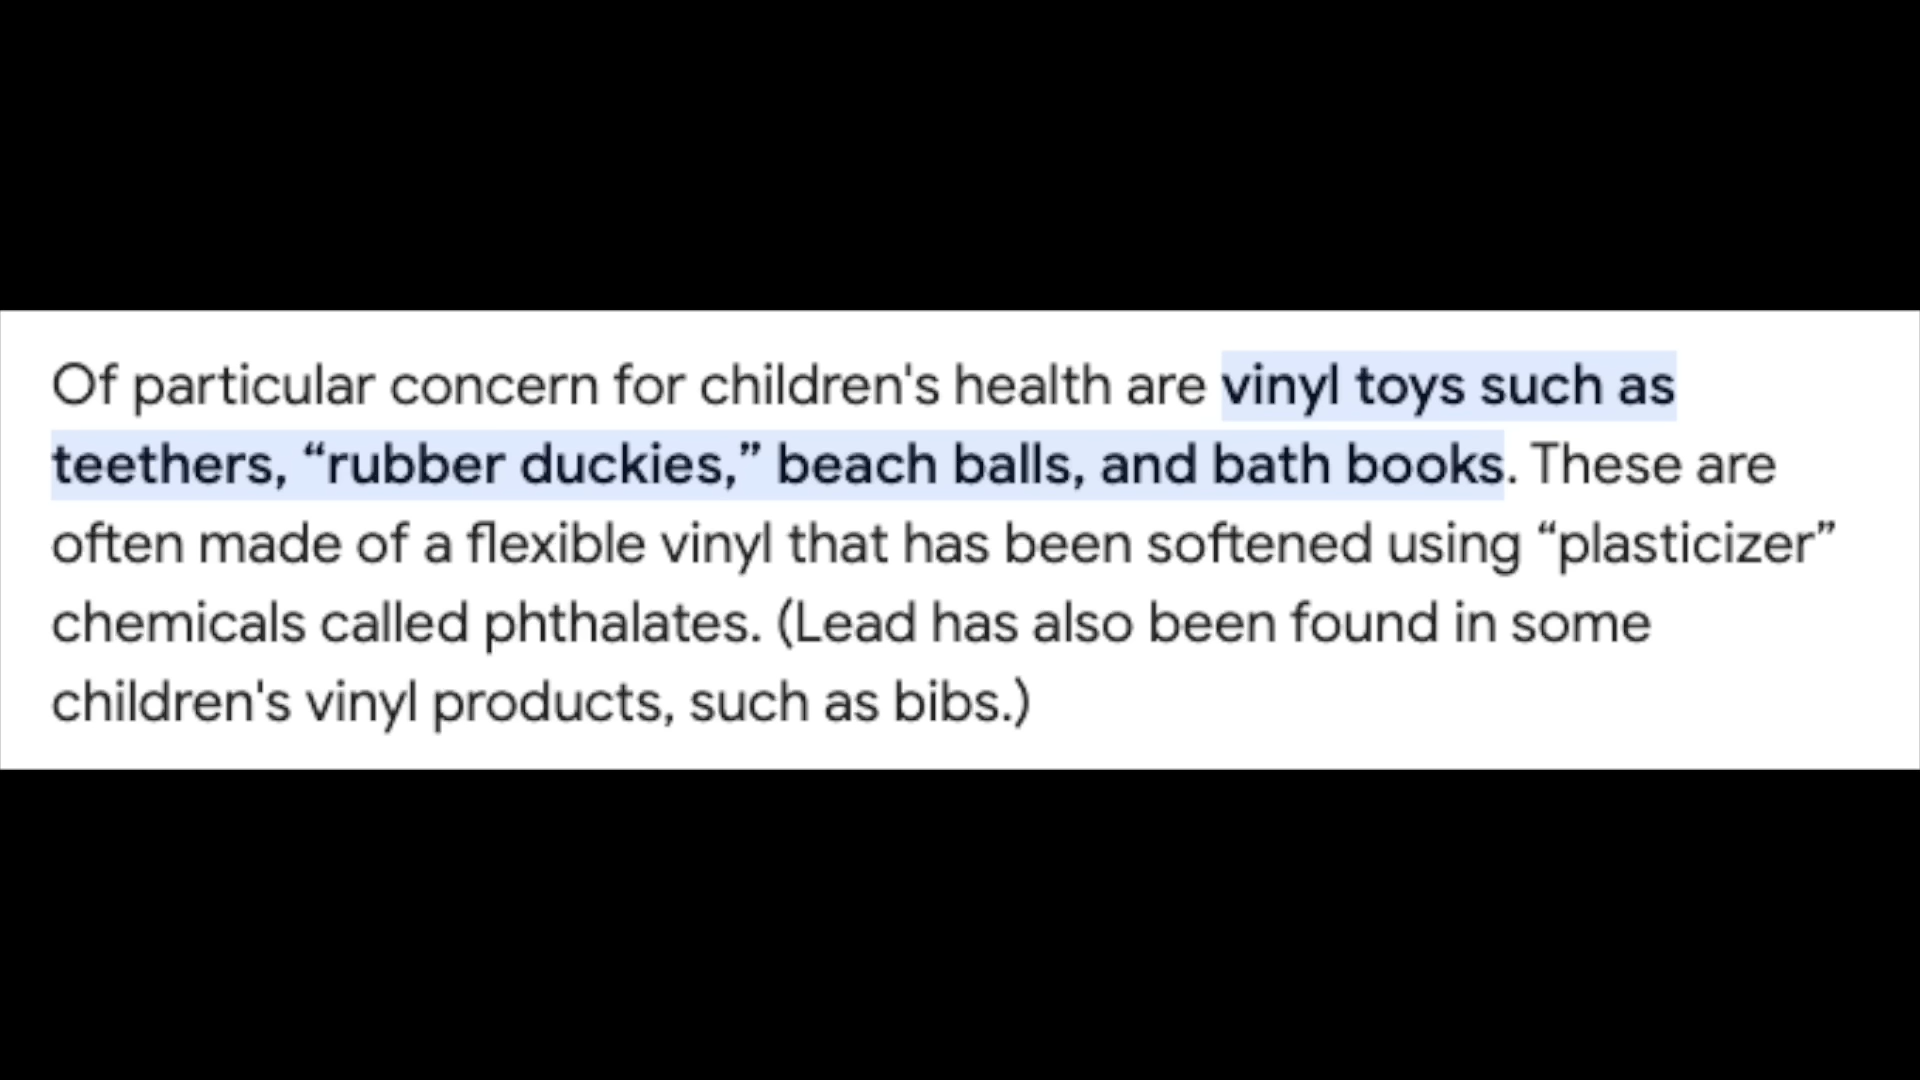 Of particular concern for children's health are vinyl toys such as
teethers, “rubber duckies,” beach balls, and bath books. These are
often made of a flexible vinyl that has been softened using “plasticizer”
chemicals called phthalates. (Lead has also been found in some
children's vinyl products, such as bibs.)